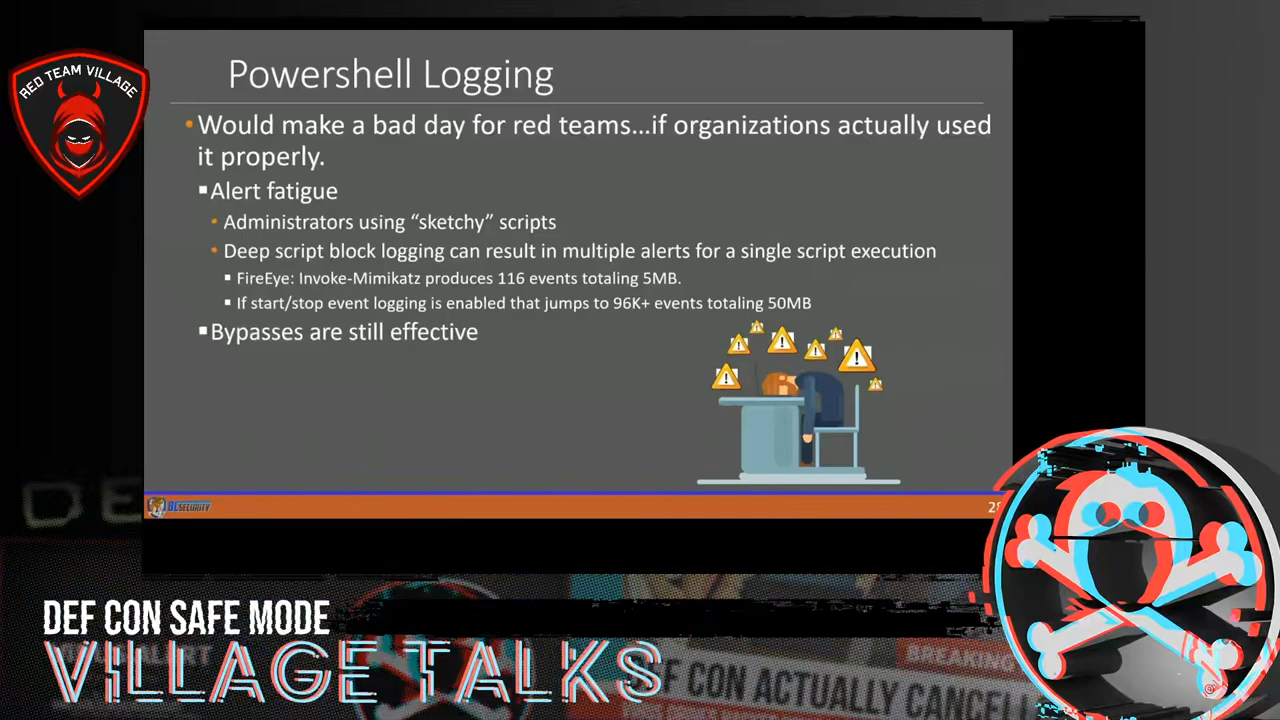 RED TEAM VILLAGE
Powershell Logging
•Would make a bad day for red teams...if organizations actually used
it properly.
▪Alert fatigue
• Administrators using “sketchy” scripts
• Deep script block logging can result in multiple alerts for a single script execution
▪ FireEye: Invoke-Mimikatz produces 116 events totaling 5MB.
▪ If start/stop event logging is enabled that jumps to 96K+ events totaling 50MB
▪Bypasses are still effective
BC SECURITY
DEF CON SAFE MODE
VILLAGE TALKS
BREAKING
DEF CON ACTUALLY CANCEL